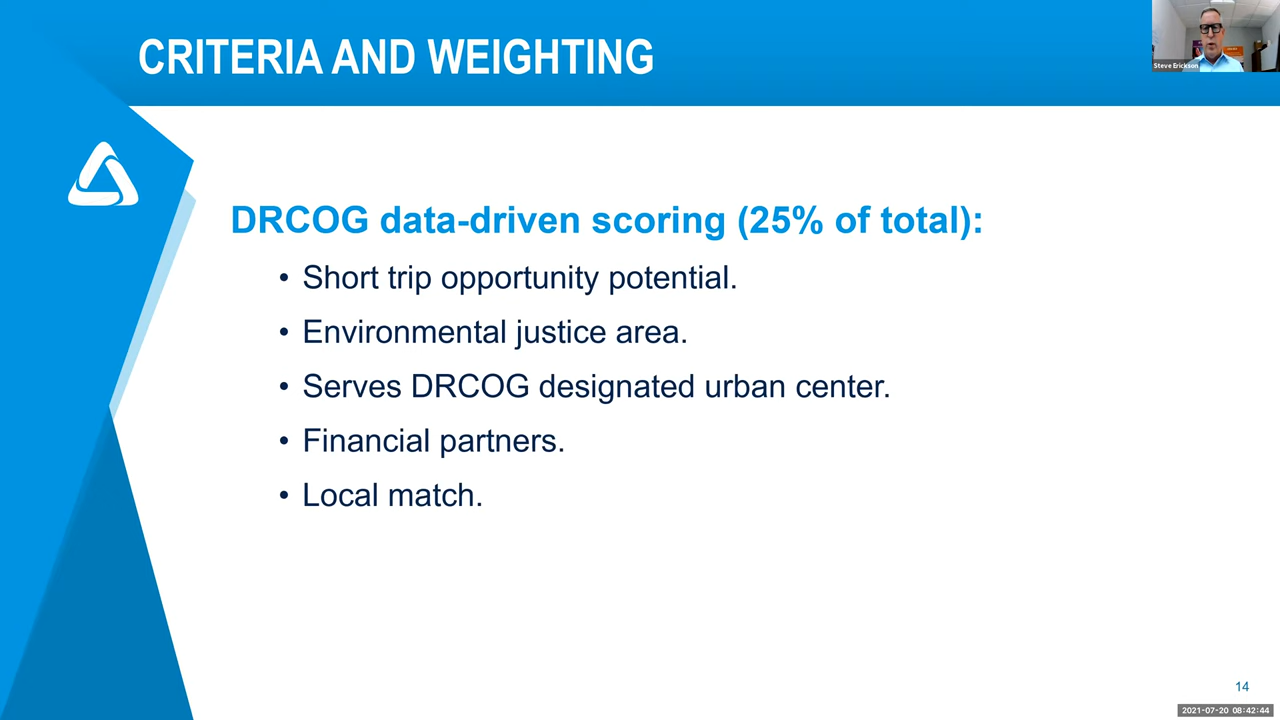 CRITERIA AND WEIGHTING
Steve Erickson
DRCOG data-driven scoring (25% of total):
• Short trip opportunity potential.
• Environmental justice area.
• Serves DRCOG designated urban center.
• Financial partners.
• Local match.
14
2021-07-20 08:42:44